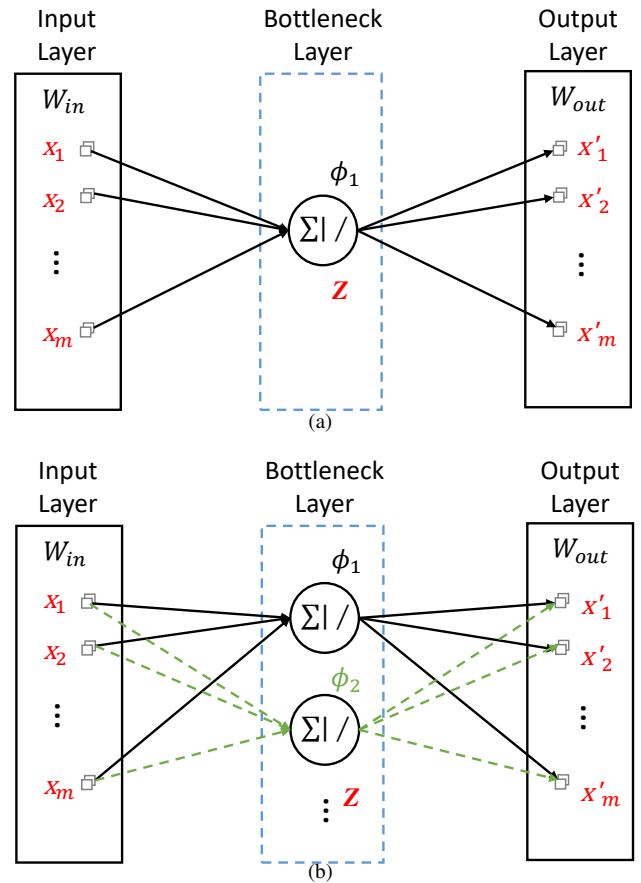 Input Layer
Bottleneck Layer
Output Layer
W_in
W_out
x_1
x'_1
ϕ_1
x_2
x'_2
∑| /
⋮
⋮
Z
x_m
x'_m
(a)
Input Layer
Bottleneck Layer
Output Layer
W_in
ϕ_1
W_out
x_1
∑| /
x'_1
x_2
x'_2
ϕ_2
⋮
∑| /
⋮
x_m
⋮
Z
x'_m
(b)